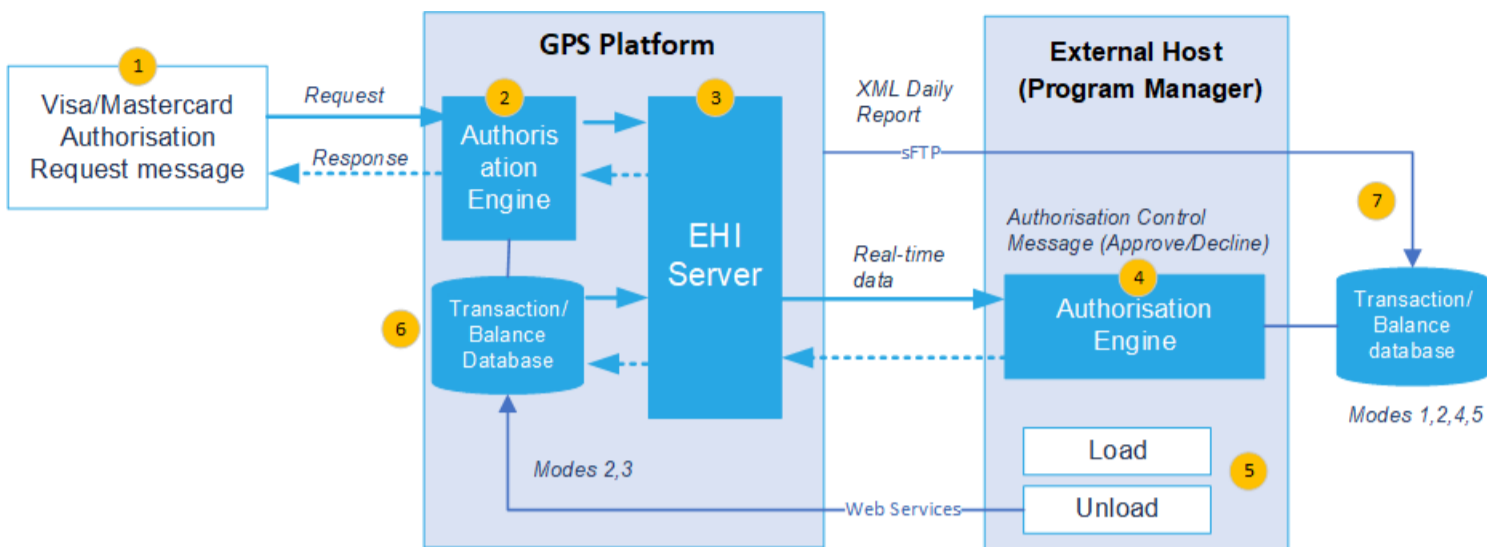 GPS Platform
External Host
(Program Manager)
1
Visa/Mastercard
Authorisation
Request message
Request
Response
2
Authoris
ation
Engine
3
EHI
Server
XML Daily
Report
sFTP
7
Authorisation Control
Message (Approve/Decline)
Real-time
data
4
Authorisation
Engine
Transaction/
Balance
database
Modes 1,2,4,5
6
Transaction/
Balance
Database
Modes 2,3
Load
5
Unload
Web Services